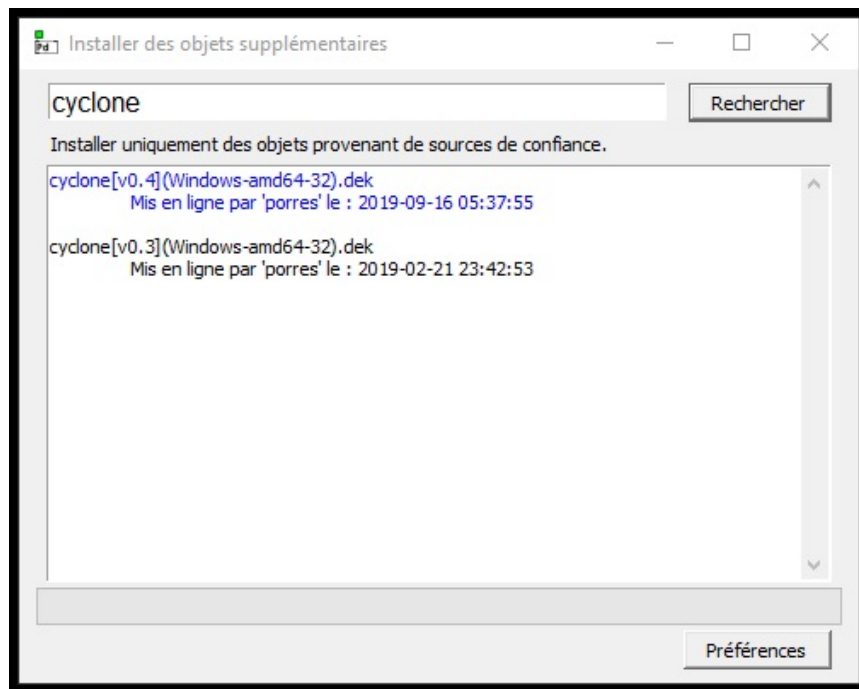 Pd
Installer des objets supplémentaires
cyclone
Rechercher
Installer uniquement des objets provenant de sources de confiance.
cyclone[v0.4](Windows-amd64-32).dek
Mis en ligne par 'porres' le : 2019-09-16 05:37:55
cyclone[v0.3](Windows-amd64-32).dek
Mis en ligne par 'porres' le : 2019-02-21 23:42:53
Préférences